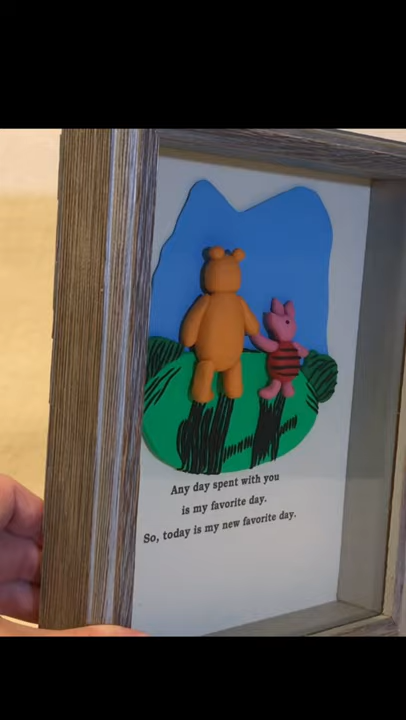 Any day spent with you
is my favorite day.
So, today is my new favorite day.